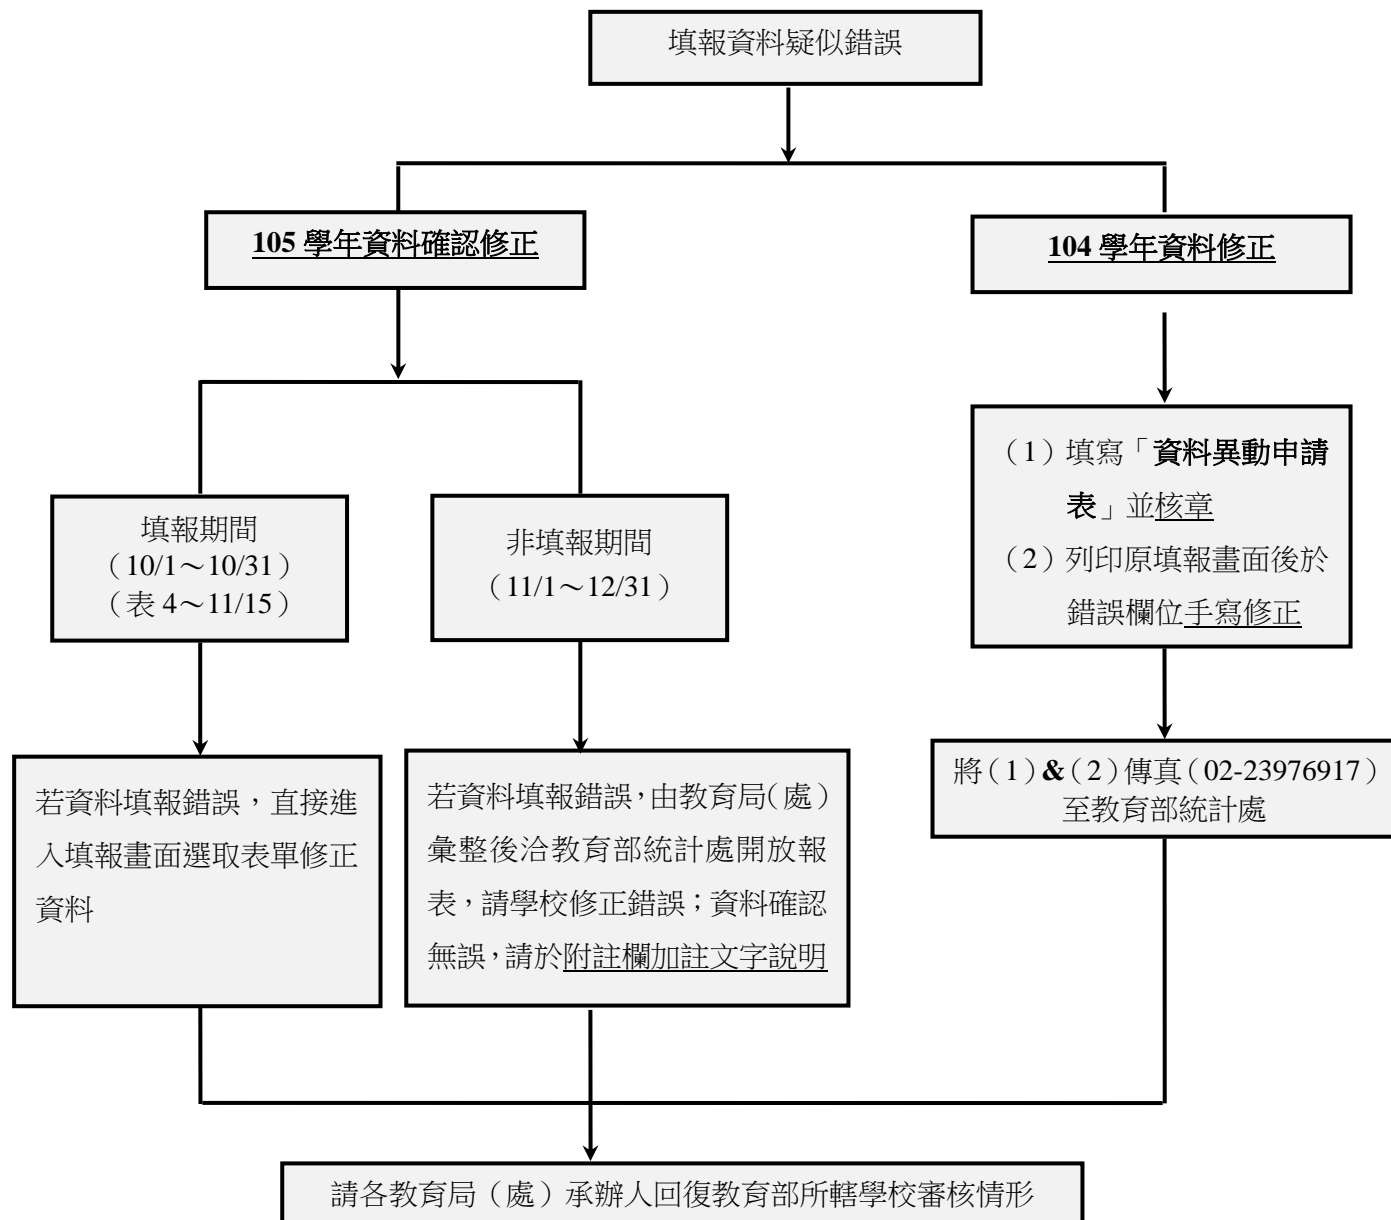 填報資料疑似錯誤
105 學年資料確認修正
104 學年資料修正
填報期間
（10/1～10/31）
（表 4～11/15）
非填報期間
（11/1～12/31）
（1）填寫「資料異動申請
表」並核章
（2）列印原填報畫面後於
錯誤欄位手寫修正
若資料填報錯誤，直接進
入填報畫面選取表單修正
資料
若資料填報錯誤，由教育局（處）
彙整後洽教育部統計處開放報
表，請學校修正錯誤；資料確認
無誤，請於附註欄加註文字說明
將（1）&（2）傳真（02-23976917）
至教育部統計處
請各教育局（處）承辦人回復教育部所轄學校審核情形